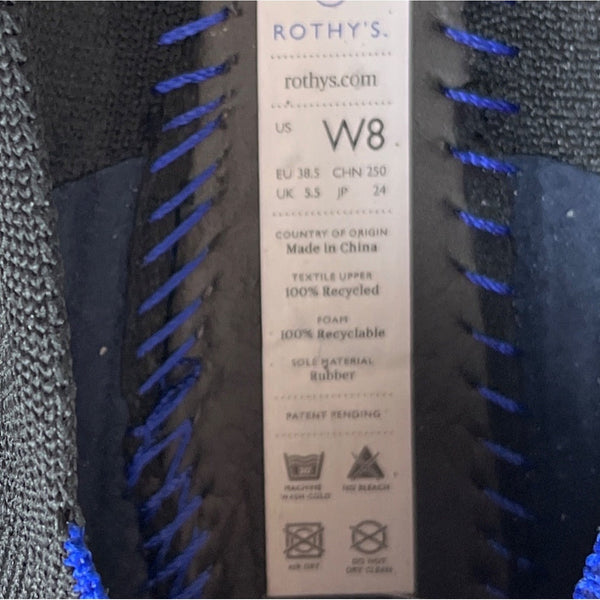 ROTHY'S.
rothys.com
US W8
EU 38.5 CHN 250
UK 5.5 JP 24
COUNTRY OF ORIGIN
Made in China
TEXTILE UPPER
100% Recycled
FOAM
100% Recyclable
SOLE MATERIAL
Rubber
PATENT PENDING
MACHINE NO BLEACH
WASH COLD
AIR DRY DO NOT
DRY CLEAN